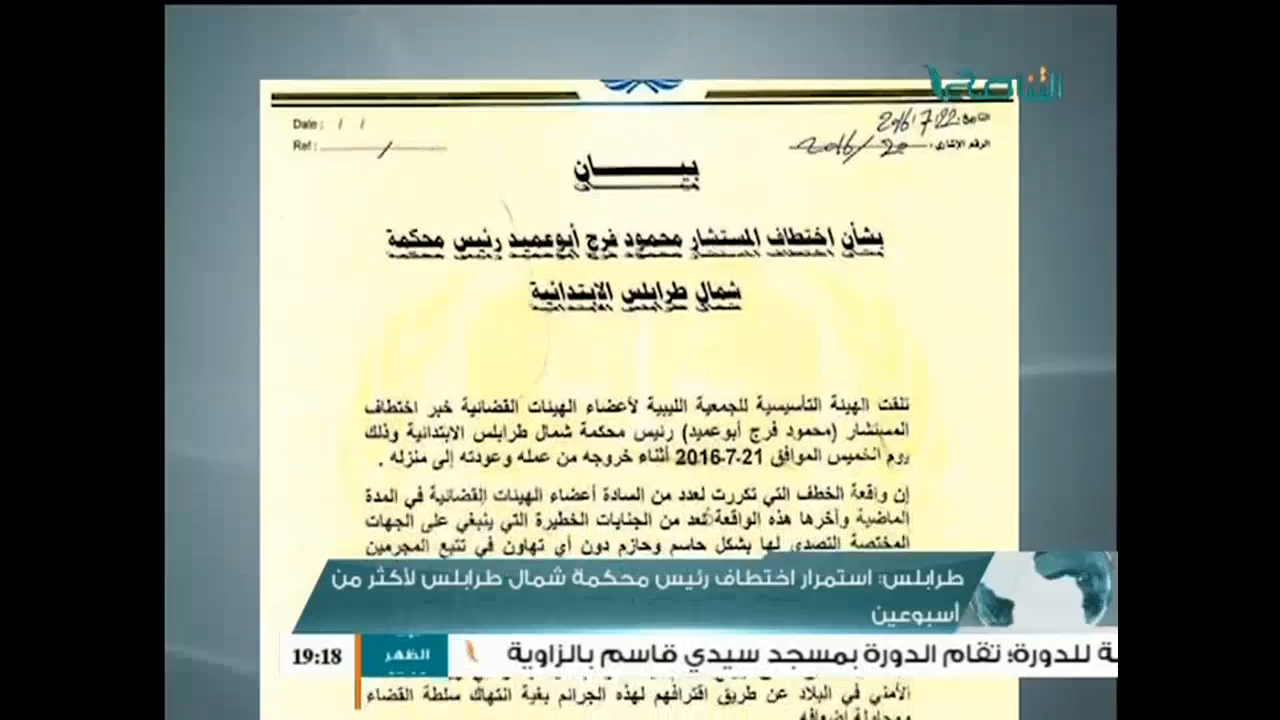 التناصح
Date : / /
Ref :
التاريخ: 2016.7.22
الرقم الإشاري: 20/2016
بيـــــان
بشأن اختطاف المستشار محمود فرج أبوعميد رئيس محكمة
شمال طرابلس الابتدائية
تلقت الهيئة التأسيسية للجمعية الليبية لأعضاء الهيئات القضائية خبر اختطاف
المستشار (محمود فرج أبوعميد) رئيس محكمة شمال طرابلس الابتدائية وذلك
يوم الخميس الموافق 21-7-2016 أثناء خروجه من عمله وعودته إلى منزله .
إن واقعة الخطف التي تكررت لعدد من السادة أعضاء الهيئات القضائية في المدة
الماضية وآخرها هذه الواقعة تعد من الجنايات الخطيرة التي ينبغي على الجهات
المختصة التصدي لها بشكل حاسم وحازم دون أي تهاون في تتبع المجرمين
طرابلس: استمرار اختطاف رئيس محكمة شمال طرابلس لأكثر من
أسبوعين
ة للدورة؛ تقام الدورة بمسجد سيدي قاسم بالزاوية
الظهر
19:18
الأمني في البلاد عن طريق اقترافهم لهذه الجرائم بغية انتهاك سلطة القضاء
ومحاولة إضعافه